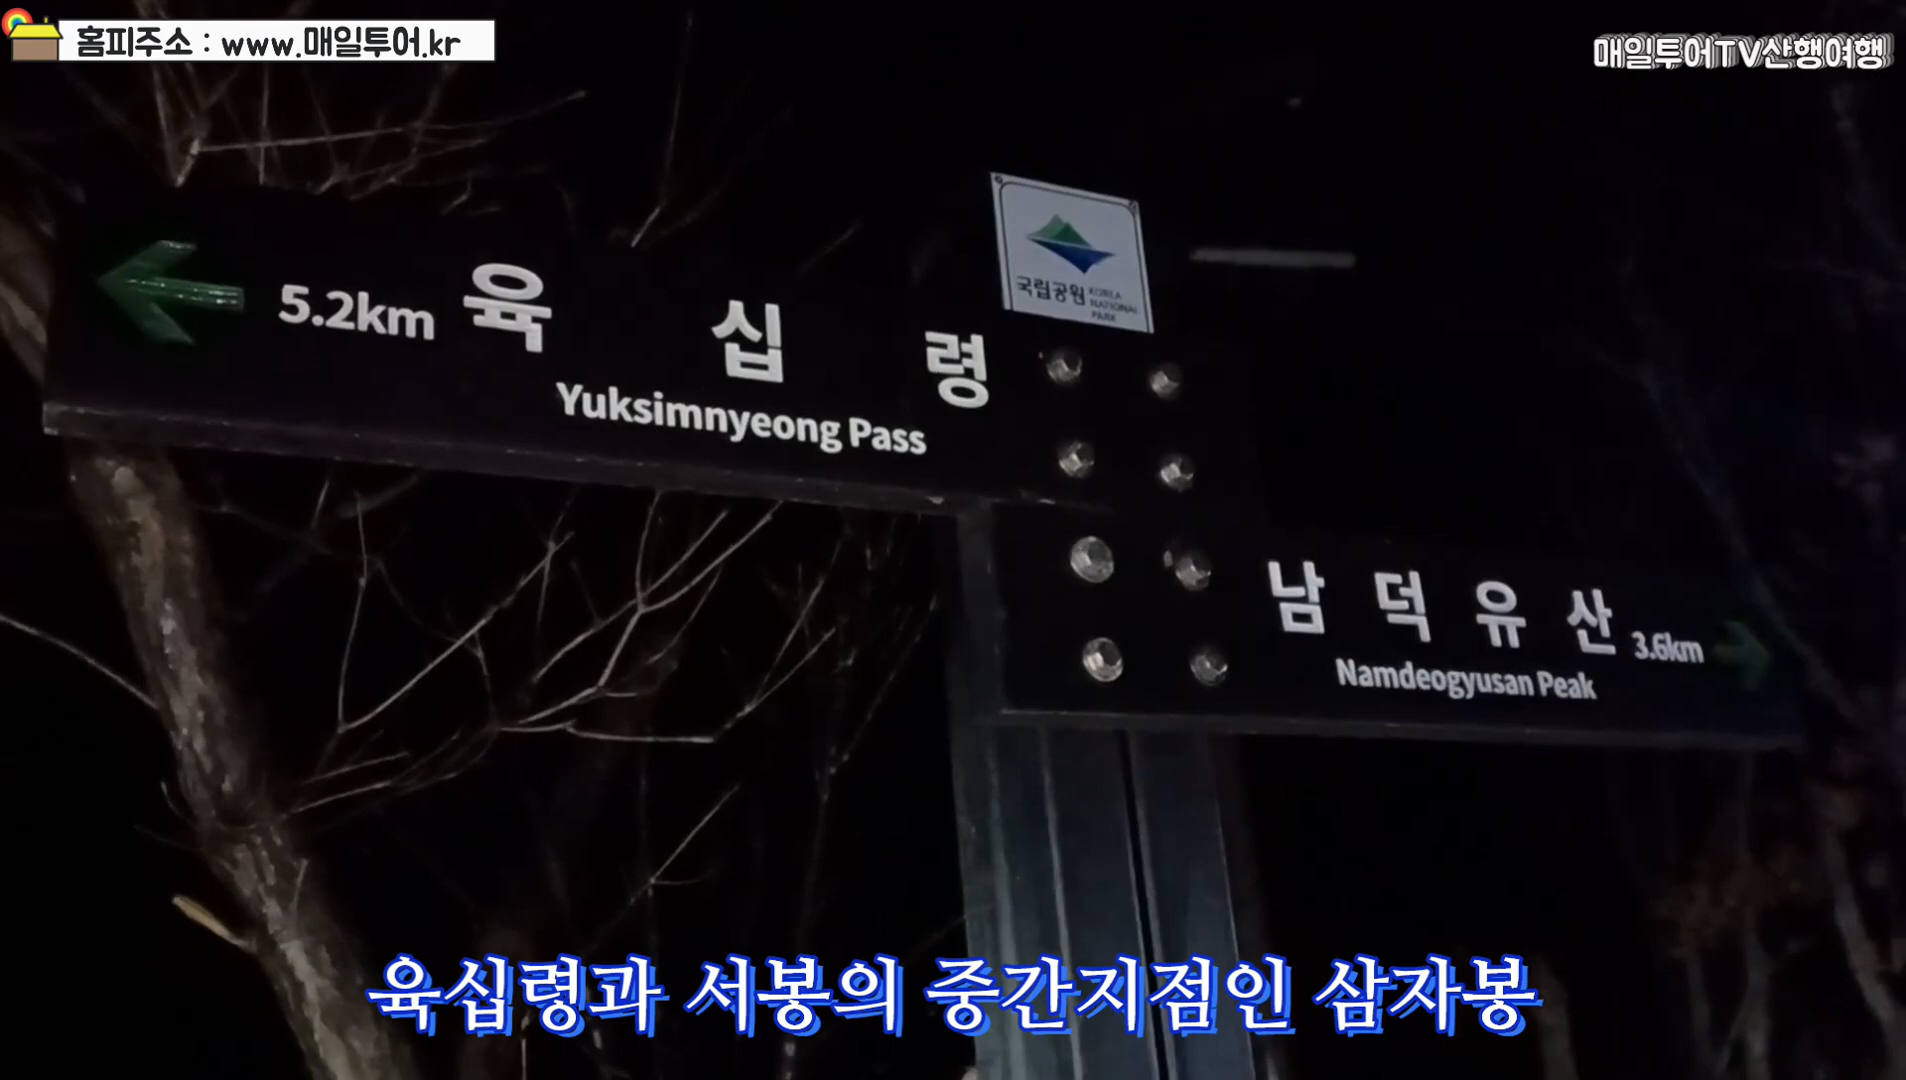 홈피주소 : www.매일투어.kr
매일투어TV산행여행
국립공원 KOREA NATIONAL PARK
5.2km 육십령
Yuksimnyeong Pass
남덕유산 3.6km
Namdeogyusan Peak
육십령과 서봉의 중간지점인 삼자봉